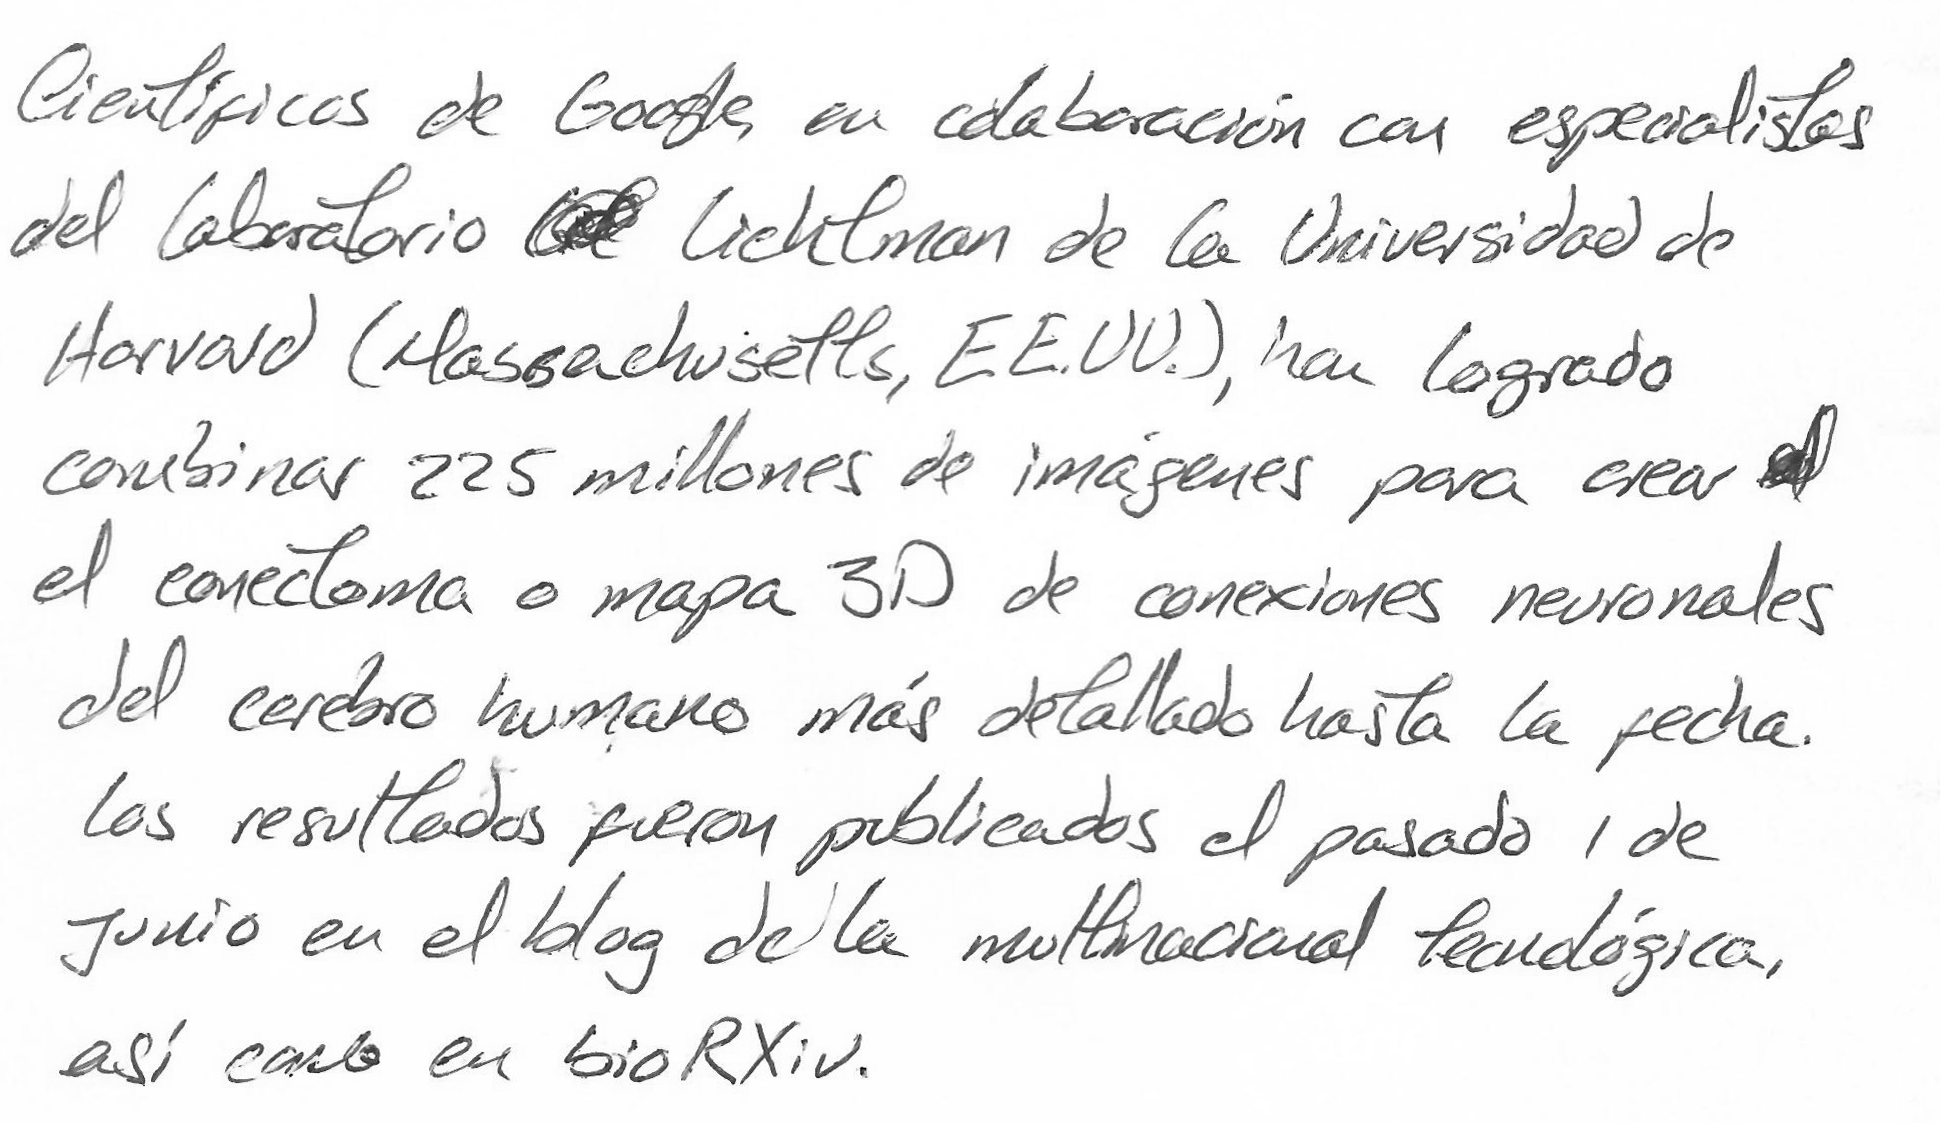 Científicos de Google, en colaboración con especialistas
del laboratorio Lichtman de la Universidad de
Harvard (Massachusetts, E.E.UU.), han logrado
combinar 225 millones de imágenes para crear
el conectoma o mapa 3D de conexiones neuronales
del cerebro humano más detallado hasta la fecha.
Los resultados fueron publicados el pasado 1 de
junio en el blog de la multinacional tecnológica,
así como en bioRXiv.